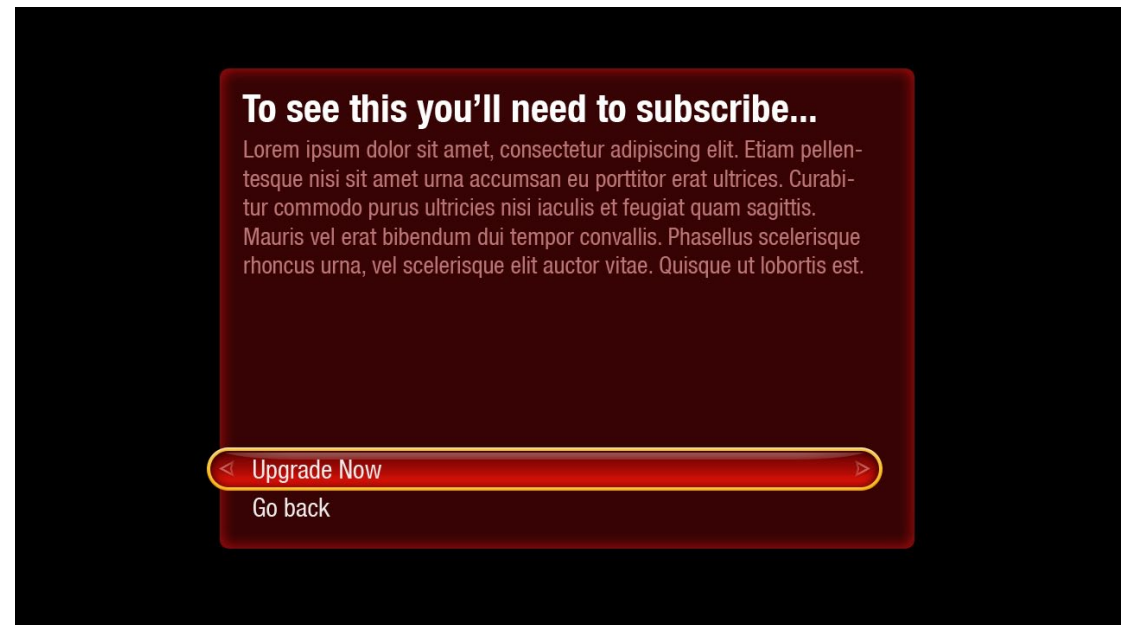 To see this you’ll need to subscribe...
Lorem ipsum dolor sit amet, consectetur adipiscing elit. Etiam pellen-
tesque nisi sit amet urna accumsan eu porttitor erat ultrices. Curabi-
tur commodo purus ultricies nisi iaculis et feugiat quam sagittis.
Mauris vel erat bibendum dui tempor convallis. Phasellus scelerisque
rhoncus urna, vel scelerisque elit auctor vitae. Quisque ut lobortis est.
Upgrade Now
Go back